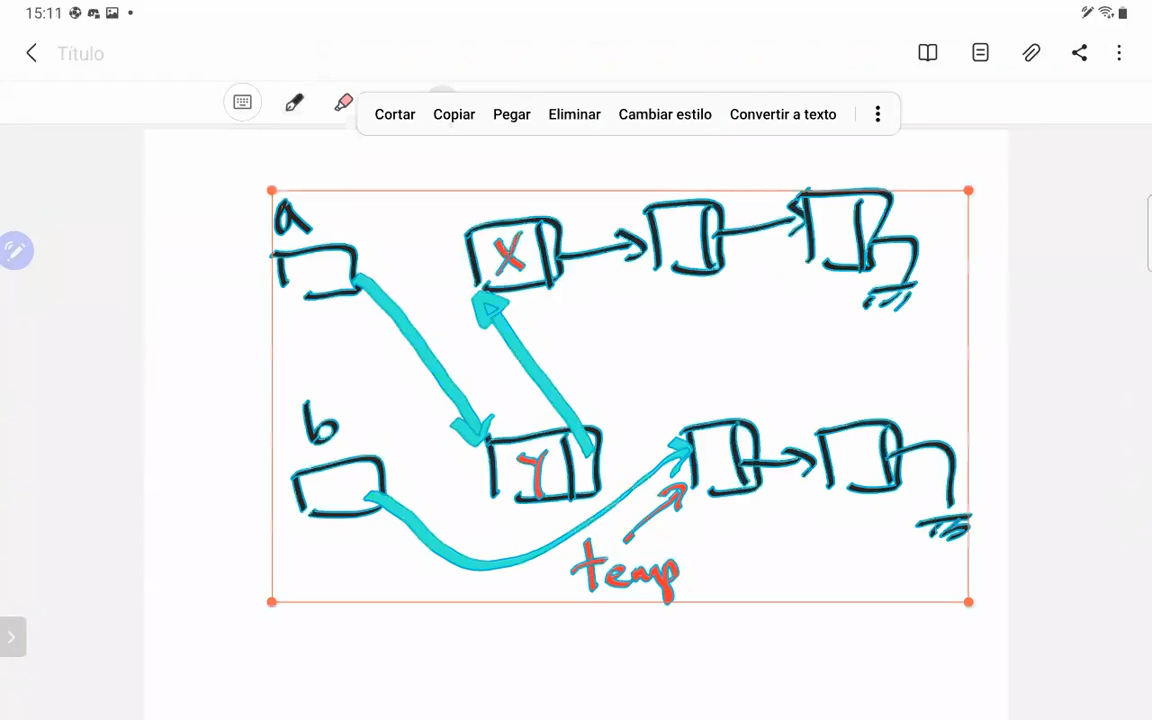 15:11
Título
Cortar Copiar Pegar Eliminar Cambiar estilo Convertir a texto
a
X
b
Y
temp